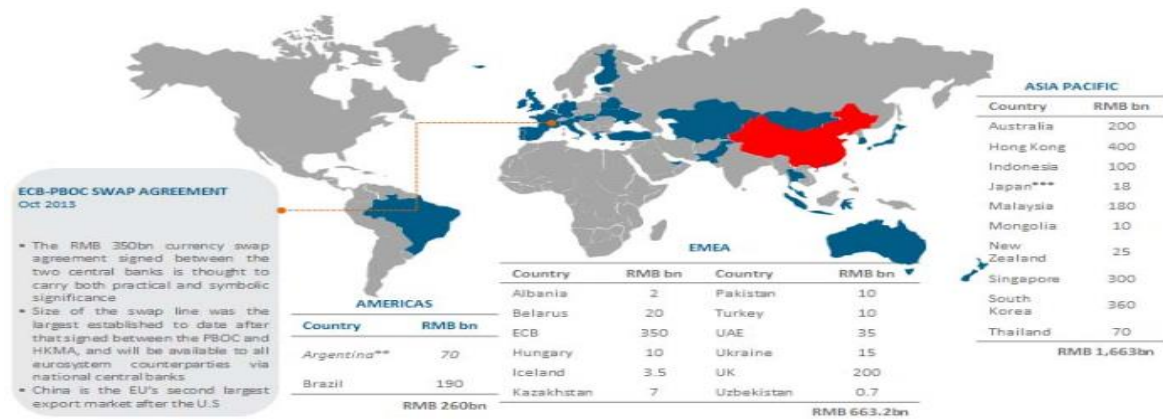 ECB-PBOC SWAP AGREEMENT
Oct 2013
• The RMB 350bn currency swap
agreement signed between the
two central banks is thought to
carry both practical and symbolic
significance
• Size of the swap line was the
largest established to date after
that signed between the PBOC and
HKMA, and will be available to all
eurosystem counterparties via
national central banks
• China is the EU's second largest
export market after the U.S
AMERICAS
Country RMB bn
Argentina** 70
Brazil 190
RMB 260bn
EMEA
Country RMB bn Country RMB bn
Albania 2 Pakistan 10
Belarus 20 Turkey 10
ECB 350 UAE 35
Hungary 10 Ukraine 15
Iceland 3.5 UK 200
Kazakhstan 7 Uzbekistan 0.7
RMB 663.2bn
ASIA PACIFIC
Country RMB bn
Australia 200
Hong Kong 400
Indonesia 100
Japan*** 18
Malaysia 180
Mongolia 10
New
Zealand 25
Singapore 300
South
Korea 360
Thailand 70
RMB 1,663bn